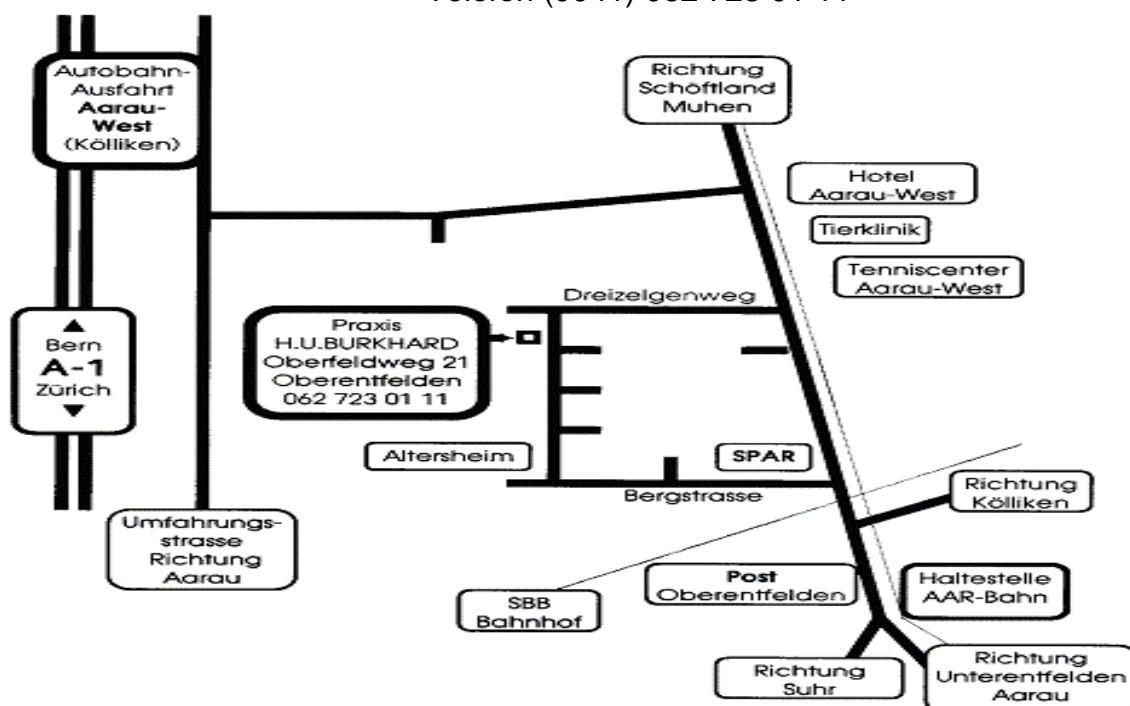 Autobahn-
Ausfahrt
Aarau-
West
(Kölliken)
Richtung
Schöftland
Muhen
Hotel
Aarau-West
Tierklinik
Tenniscenter
Aarau-West
Dreizelgenweg
Praxis
H.U.BURKHARD
Oberfeldweg 21
Oberentfelden
062 723 01 11
▲
Bern
A-1
Zürich
▼
Altersheim
SPAR
Bergstrasse
Richtung
Kölliken
Umfahrungs-
strasse
Richtung
Aarau
Post
Oberentfelden
Haltestelle
AAR-Bahn
SBB
Bahnhof
Richtung
Suhr
Richtung
Unterentfelden
Aarau